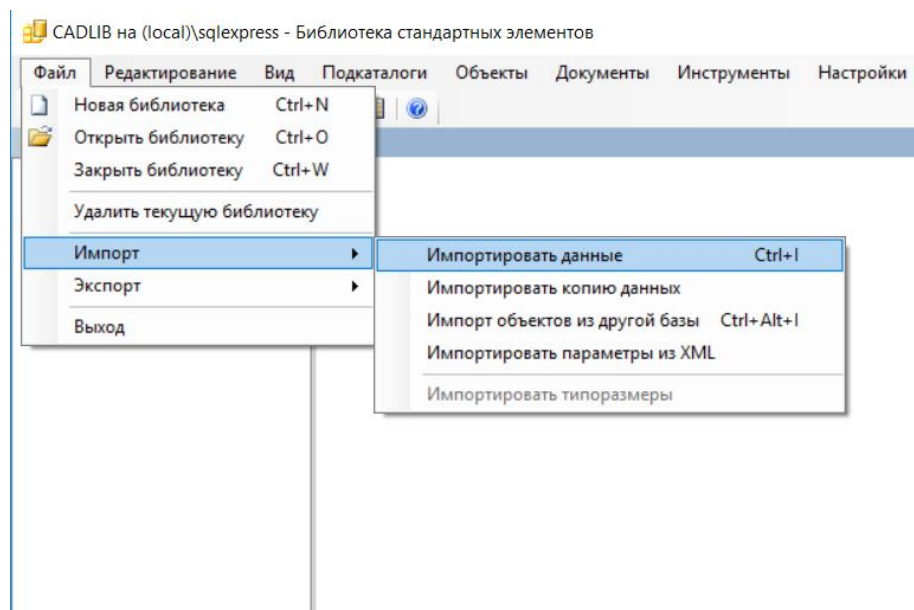 CADLIB на (local)\sqlexpress - Библиотека стандартных элементов
Файл Редактирование Вид Подкаталоги Объекты Документы Инструменты Настройки
Новая библиотека Ctrl+N
Открыть библиотеку Ctrl+O
Закрыть библиотеку Ctrl+W
Удалить текущую библиотеку
Импорт
Экспорт
Выход
Импортировать данные Ctrl+I
Импортировать копию данных
Импорт объектов из другой базы Ctrl+Alt+I
Импортировать параметры из XML
Импортировать типоразмеры